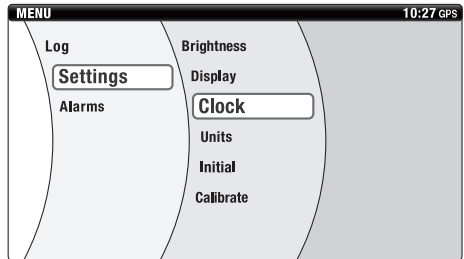 MENU 10:27 GPS
Log
Settings
Alarms
Brightness
Display
Clock
Units
Initial
Calibrate